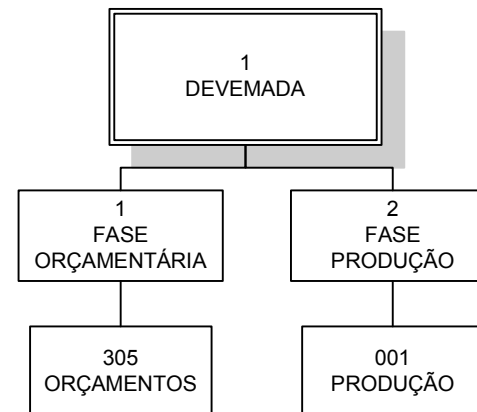 1
DEVEMADA
1
FASE
ORÇAMENTÁRIA
2
FASE
PRODUÇÃO
305
ORÇAMENTOS
001
PRODUÇÃO